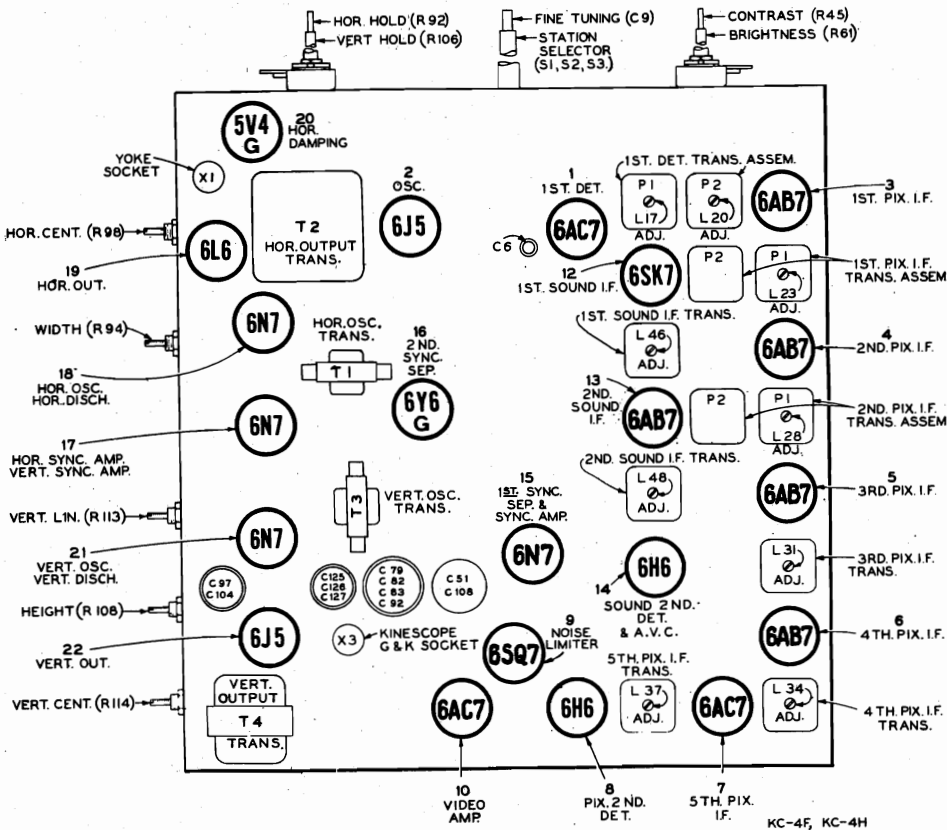 HOR. HOLD (R92)
VERT HOLD (R106)
FINE TUNING (C9)
STATION
SELECTOR
(S1, S2, S3.)
CONTRAST (R45)
BRIGHTNESS (R61)
5V4
G
20
HOR.
DAMPING
YOKE
SOCKET
X1
2
OSC.
6J5
1
1ST. DET.
6AC7
1ST. DET. TRANS. ASSEM.
P1
L17
ADJ.
P2
L20
ADJ.
6AB7
3
1ST. PIX. I.F.
HOR. CENT. (R98)
6L6
19
HOR. OUT.
T2
HOR. OUTPUT
TRANS.
C6
12
1ST. SOUND I.F.
6SK7
P2
P1
L23
ADJ.
1ST. PIX. I.F.
TRANS. ASSEM
WIDTH (R94)
6N7
18
HOR. OSC.
HOR. DISCH.
HOR. OSC.
TRANS.
T1
16
2ND.
SYNC.
SEP.
6Y6
G
1ST. SOUND I.F. TRANS.
L46
ADJ.
6AB7
4
2ND. PIX. I.F.
13
2ND.
SOUND
I.F.
6AB7
P2
P1
L28
ADJ.
2ND. PIX. I.F.
TRANS. ASSEM
6N7
17
HOR. SYNC. AMP.
VERT. SYNC. AMP.
2ND. SOUND I.F. TRANS.
L48
ADJ.
6AB7
5
3RD. PIX. I.F.
VERT. LIN. (R113)
T3
VERT. OSC.
TRANS.
15
1ST. SYNC.
SEP. &
SYNC. AMP.
6N7
6N7
21
VERT. OSC.
VERT. DISCH.
6H6
14
SOUND 2ND.
DET.
& A.V.C.
L31
ADJ.
3RD. PIX. I.F.
TRANS.
C97
C104
C125
C126
C127
C79
C82
C83
C92
C51
C108
HEIGHT (R108)
6J5
22
VERT. OUT.
X3
KINESCOPE
G & K SOCKET
6SQ7
9
NOISE
LIMITER
6AB7
6
4TH. PIX. I.F.
VERT. CENT. (R114)
VERT.
OUTPUT
T4
TRANS.
6AC7
10
VIDEO
AMP.
6H6
8
PIX. 2ND.
DET.
5TH. PIX. I.F.
TRANS.
L37
ADJ.
6AC7
7
5TH. PIX.
I.F.
L34
ADJ.
4TH. PIX. I.F.
TRANS.
KC-4F, KC-4H